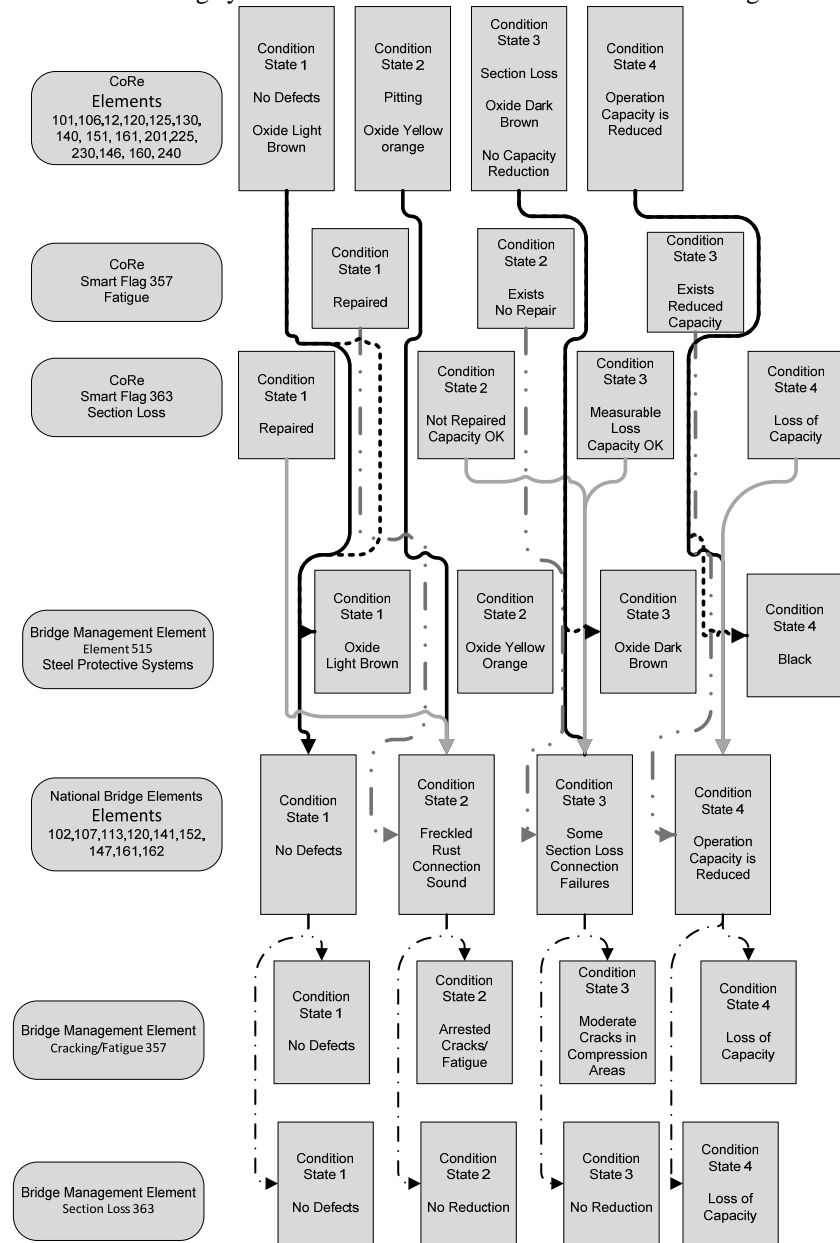 CoRe
Elements
101,106,12,120,125,130,
140, 151, 161, 201,225,
230,146, 160, 240
Condition
State 1
No Defects
Oxide Light
Brown
Condition
State 2
Pitting
Oxide Yellow
orange
Condition
State 3
Section Loss
Oxide Dark
Brown
No Capacity
Reduction
Condition
State 4
Operation
Capacity is
Reduced
CoRe
Smart Flag 357
Fatigue
Condition
State 1
Repaired
Condition
State 2
Exists
No Repair
Condition
State 3
Exists
Reduced
Capacity
CoRe
Smart Flag 363
Section Loss
Condition
State 1
Repaired
Condition
State 2
Not Repaired
Capacity OK
Condition
State 3
Measurable
Loss
Capacity OK
Condition
State 4
Loss of
Capacity
Bridge Management Element
Element 515
Steel Protective Systems
Condition
State 1
Oxide
Light Brown
Condition
State 2
Oxide Yellow
Orange
Condition
State 3
Oxide Dark
Brown
Condition
State 4
Black
National Bridge Elements
Elements
102,107,113,120,141,152,
147,161,162
Condition
State 1
No Defects
Condition
State 2
Freckled
Rust
Connection
Sound
Condition
State 3
Some
Section Loss
Connection
Failures
Condition
State 4
Operation
Capacity is
Reduced
Bridge Management Element
Cracking/Fatigue 357
Condition
State 1
No Defects
Condition
State 2
Arrested
Cracks/
Fatigue
Condition
State 3
Moderate
Cracks in
Compression
Areas
Condition
State 4
Loss of
Capacity
Bridge Management Element
Section Loss 363
Condition
State 1
No Defects
Condition
State 2
No Reduction
Condition
State 3
No Reduction
Condition
State 4
Loss of
Capacity